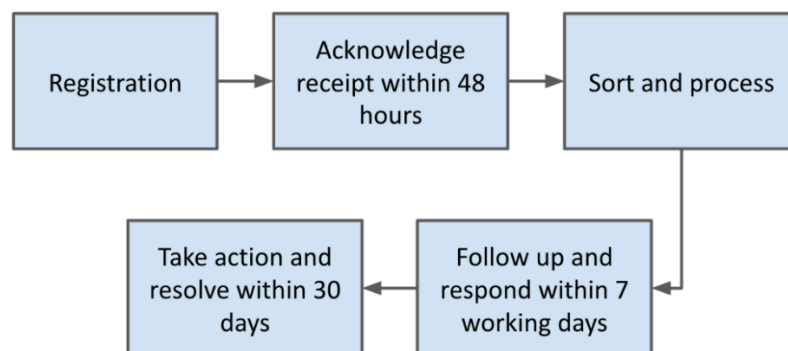 Registration
Acknowledge
receipt within 48
hours
Sort and process
Take action and
resolve within 30
days
Follow up and
respond within 7
working days